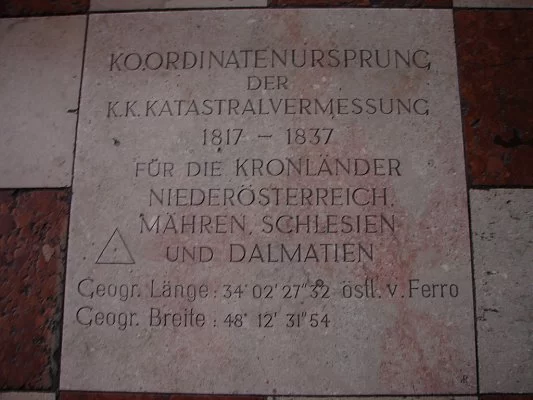 KOORDINATENURSPRUNG
DER
K.K.KATASTRALVERMESSUNG
1817 – 1837
FÜR DIE KRONLÄNDER
NIEDERÖSTERREICH,
MÄHREN, SCHLESIEN
UND DALMATIEN
Geogr. Länge: 34° 02' 27"32 östl. v. Ferro
Geogr. Breite: 48° 12' 31"54